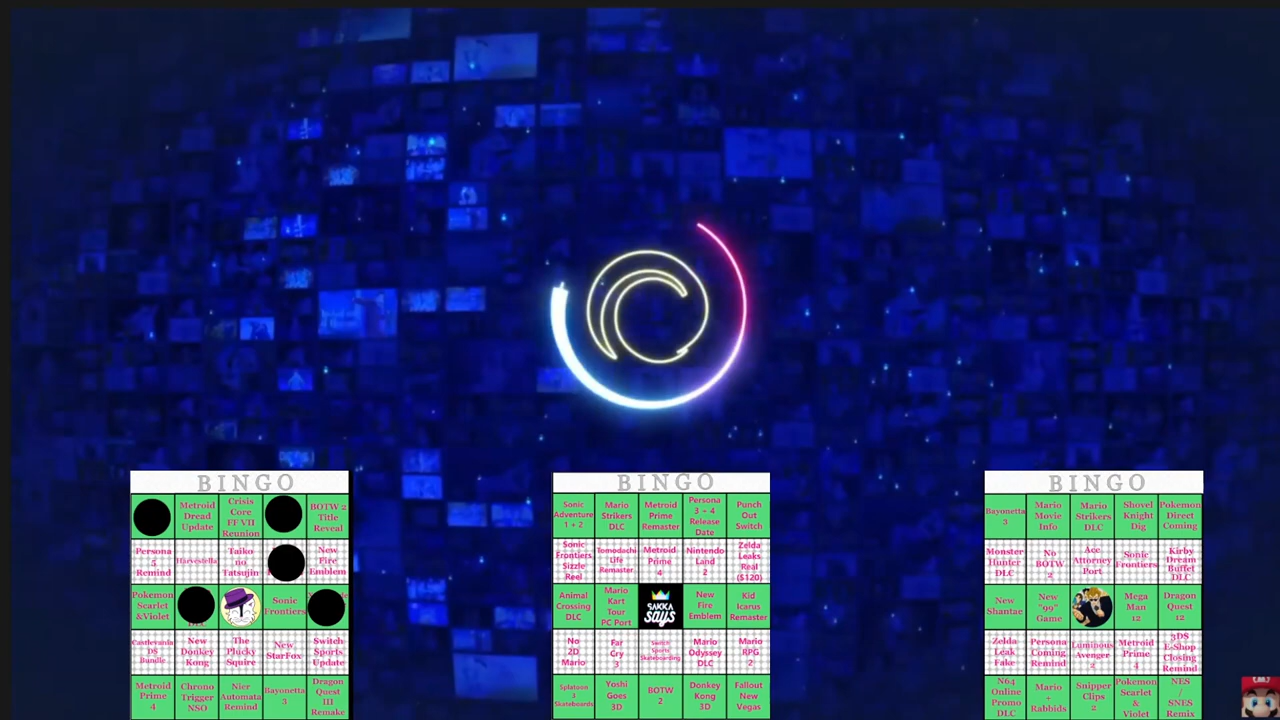 BINGO
Metroid
Dread
Update
Crisis
Core
FF VII
Reunion
BOTW 2
Title
Reveal
Persona
5
Remind
Harvestella
Taiko
no
Tatsujin
New
Fire
Emblem
Pokemon
Scarlet
&Violet
DLC
Sonic
Frontiers
Castlevania
DS
Bundle
New
Donkey
Kong
The
Plucky
Squire
New
StarFox
Switch
Sports
Update
Metroid
Prime
4
Chrono
Trigger
NSO
Nier
Automata
Remind
Bayonetta
3
Dragon
Quest
III
Remake
BINGO
Sonic
Adventure
1 + 2
Mario
Strikers
DLC
Metroid
Prime
Remaster
Persona
3 + 4
Release
Date
Punch
Out
Switch
Sonic
Frontiers
Sizzle
Reel
Tomodachi
Life
Remaster
Metroid
Prime
4
Nintendo
Land
2
Zelda
Leaks
Real
($120)
Animal
Crossing
DLC
Mario
Kart
Tour
PC Port
SAKKA
says
New
Fire
Emblem
Kid
Icarus
Remaster
No
2D
Mario
Far
Cry
3
Switch
Sports
Skateboarding
Mario
Odyssey
DLC
Mario
RPG
2
Splatoon
3
Skateboards
Yoshi
Goes
3D
BOTW
2
Donkey
Kong
3D
Fallout
New
Vegas
BINGO
Bayonetta
3
Mario
Movie
Info
Mario
Strikers
DLC
Shovel
Knight
Dig
Pokemon
Direct
Coming
Monster
Hunter
DLC
No
BOTW
2
Ace
Attorney
Port
Sonic
Frontiers
Kirby
Dream
Buffet
DLC
New
Shantae
New
"99"
Game
Mega
Man
12
Dragon
Quest
12
Zelda
Leak
Fake
Persona
Coming
Remind
Luminous
Avenger
2
Metroid
Prime
4
3DS
E-Shop
Closing
Remind
N64
Online
Promo
DLC
Mario
+
Rabbids
Snipper
Clips
2
Pokemon
Scarlet
&
Violet
NES
/
SNES
Remix